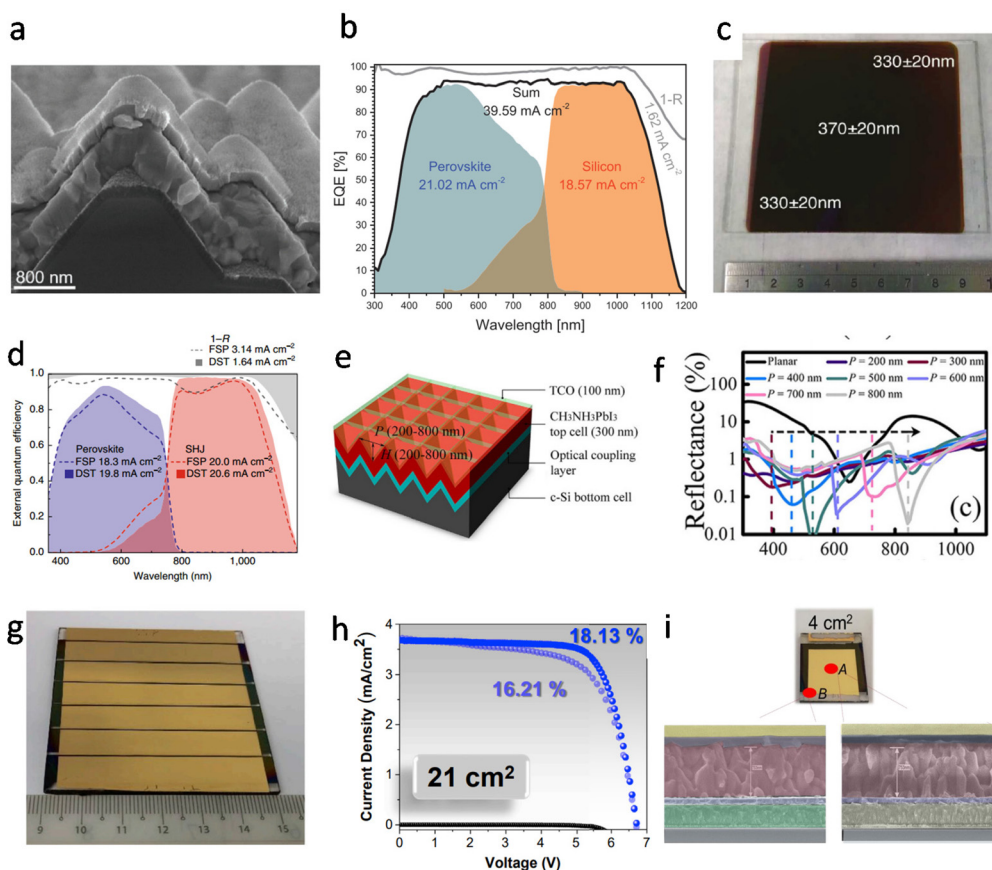 a
800 nm
b
EQE [%]
100
90
80
70
60
50
40
30
20
10
0
Sum
39.59 mA cm⁻²
1-R
1.62 mA cm⁻²
Perovskite
21.02 mA cm⁻²
Silicon
18.57 mA cm⁻²
300 400 500 600 700 800 900 1000 1100 1200
Wavelength [nm]
c
330±20nm
370±20nm
330±20nm
1 2 3 4 5 6 7 8 9 1
d
1–R
FSP 3.14 mA cm⁻²
DST 1.64 mA cm⁻²
External quantum efficiency
1.0
0.8
0.6
0.4
0.2
0.0
Perovskite
FSP 18.3 mA cm⁻²
DST 19.8 mA cm⁻²
SHJ
FSP 20.0 mA cm⁻²
DST 20.6 mA cm⁻²
400 600 800 1,000
Wavelength (nm)
e
P (200-800 nm)
H (200-800 nm)
TCO (100 nm)
CH3NH3PbI3
top cell (300 nm)
Optical coupling
layer
c-Si bottom cell
f
Planar P = 200 nm P = 300 nm
P = 400 nm P = 500 nm P = 600 nm
P = 700 nm P = 800 nm
Reflectance (%)
100
10
1
0.1
0.01
(c)
400 600 800 1000
g
9 10 11 12 13 14 15
h
Current Density (mA/cm²)
4
3
2
1
0
18.13 %
16.21 %
21 cm²
0 1 2 3 4 5 6 7
Voltage (V)
i
4 cm²
A
B